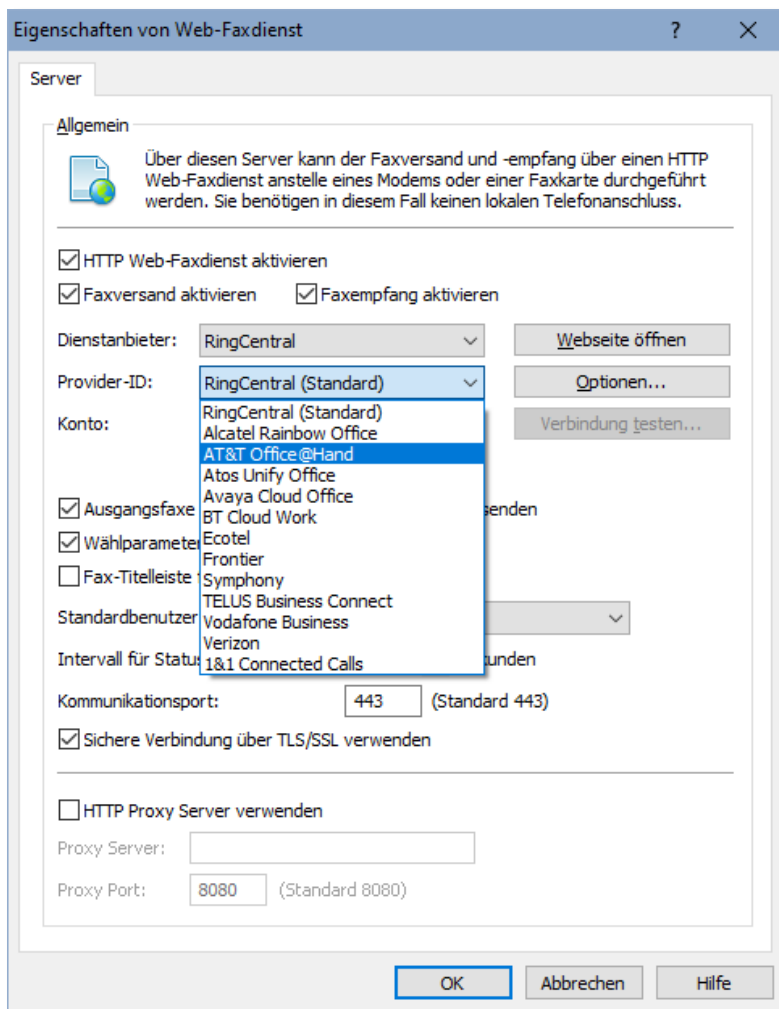 Eigenschaften von Web-Faxdienst
Server
Allgemein
Über diesen Server kann der Faxversand und -empfang über einen HTTP
Web-Faxdienst anstelle eines Modems oder einer Faxkarte durchgeführt
werden. Sie benötigen in diesem Fall keinen lokalen Telefonanschluss.
HTTP Web-Faxdienst aktivieren
Faxversand aktivieren Faxempfang aktivieren
Dienstanbieter: RingCentral Webseite öffnen
Provider-ID: RingCentral (Standard) Optionen...
RingCentral (Standard)
Konto: Verbindung testen...
Alcatel Rainbow Office
AT&T Office@Hand
Atos Unify Office
Avaya Cloud Office
Ausgangsfaxe senden
BT Cloud Work
Wählparameter
Ecotel
Frontier
Fax-Titelleiste
Symphony
TELUS Business Connect
Standardbenutzer
Vodafone Business
Verizon
Intervall für Status kunden
1&1 Connected Calls
Kommunikationsport: 443 (Standard 443)
Sichere Verbindung über TLS/SSL verwenden
HTTP Proxy Server verwenden
Proxy Server:
Proxy Port: 8080 (Standard 8080)
OK Abbrechen Hilfe